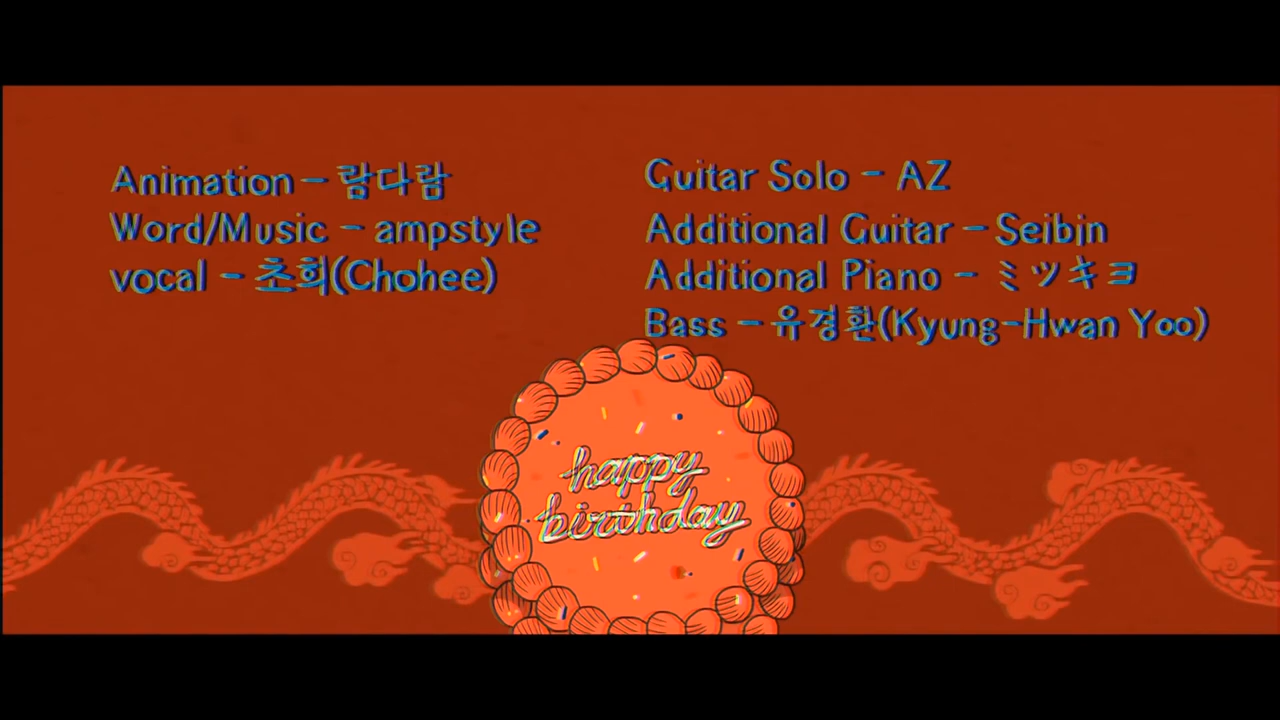 Animation - 람다람
Word/Music - ampstyle
vocal - 초희(Chohee)
Guitar Solo - AZ
Additional Guitar - Seibin
Additional Piano - ミツキヨ
Bass - 유경환(Kyung-Hwan Yoo)
happy
birthday